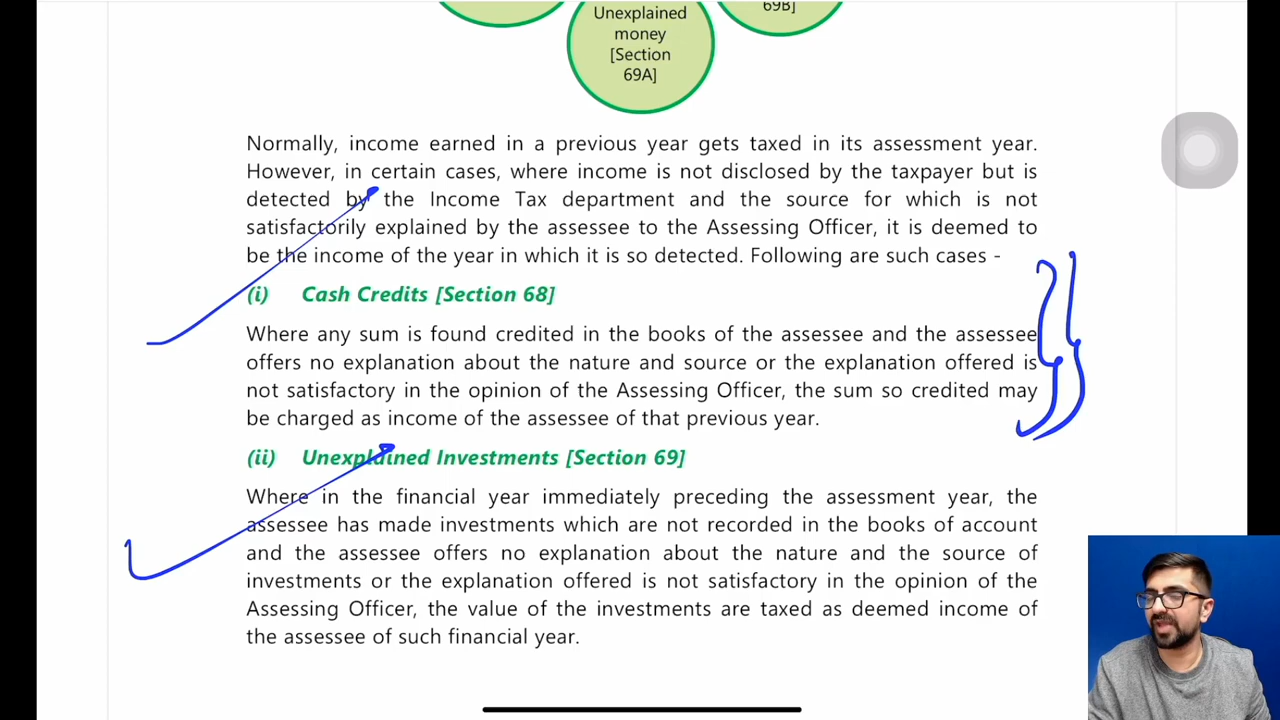 Unexplained
money
[Section
69A]
69B]
Normally, income earned in a previous year gets taxed in its assessment year.
However, in certain cases, where income is not disclosed by the taxpayer but is
detected by the Income Tax department and the source for which is not
satisfactorily explained by the assessee to the Assessing Officer, it is deemed to
be the income of the year in which it is so detected. Following are such cases -
(i) Cash Credits [Section 68]
Where any sum is found credited in the books of the assessee and the assessee
offers no explanation about the nature and source or the explanation offered is
not satisfactory in the opinion of the Assessing Officer, the sum so credited may
be charged as income of the assessee of that previous year.
(ii) Unexplained Investments [Section 69]
Where in the financial year immediately preceding the assessment year, the
assessee has made investments which are not recorded in the books of account
and the assessee offers no explanation about the nature and the source of
investments or the explanation offered is not satisfactory in the opinion of the
Assessing Officer, the value of the investments are taxed as deemed income of
the assessee of such financial year.